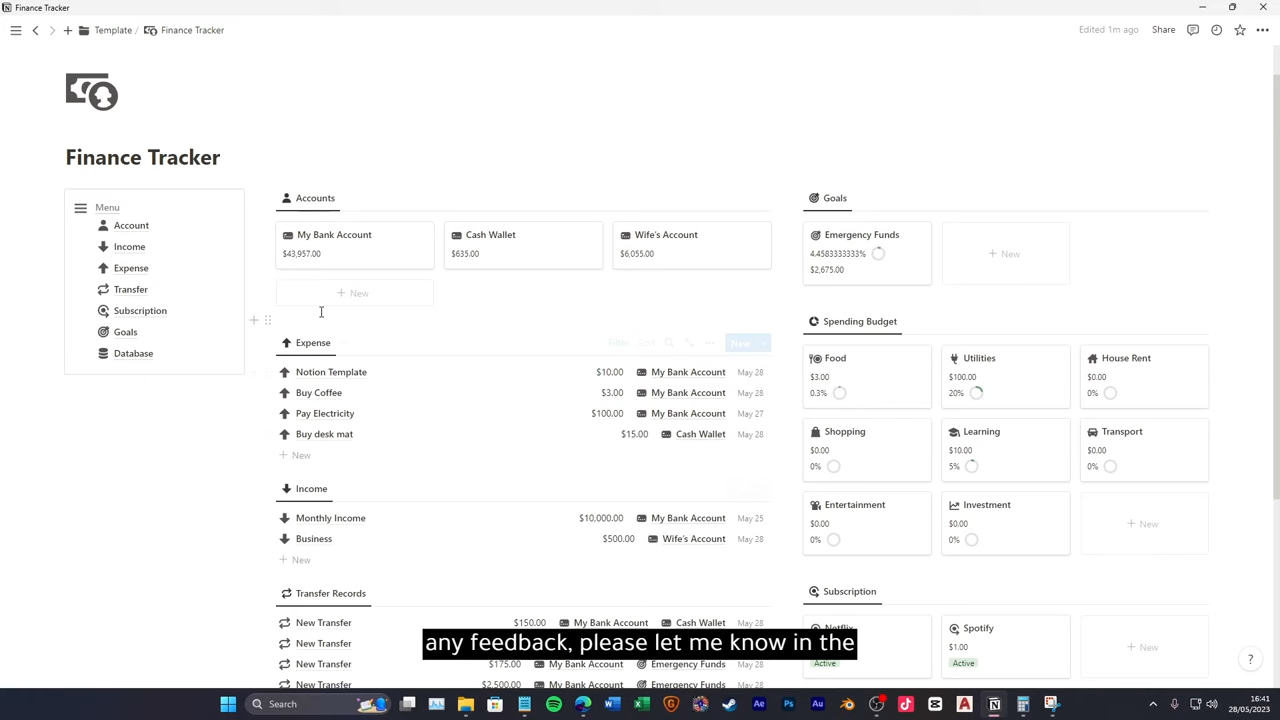 Finance Tracker
Template / Finance Tracker
Edited 1m ago Share
Finance Tracker
Menu
Account
Income
Expense
Transfer
Subscription
Goals
Database
Accounts
My Bank Account
$43,957.00
Cash Wallet
$635.00
Wife's Account
$6,055.00
+ New
Expense
Filter Sort New
Notion Template $10.00 My Bank Account May 28
Buy Coffee $3.00 My Bank Account May 28
Pay Electricity $100.00 My Bank Account May 27
Buy desk mat $15.00 Cash Wallet May 28
+ New
Income
Monthly Income $10,000.00 My Bank Account May 25
Business $500.00 Wife's Account May 28
+ New
Transfer Records
New Transfer $150.00 My Bank Account Cash Wallet
New Transfer
New Transfer $175.00 My Bank Account Emergency Funds
New Transfer $2,500.00 My Bank Account Emergency Funds
Goals
Emergency Funds
4.4583333333%
$2,675.00
+ New
Spending Budget
Food
$3.00
0.3%
Utilities
$100.00
20%
House Rent
$0.00
0%
Shopping
$0.00
0%
Learning
$10.00
5%
Transport
$0.00
0%
Entertainment
$0.00
0%
Investment
$0.00
0%
+ New
Subscription
Netflix
Active
Spotify
$1.00
Active
+ New
any feedback, please let me know in the
?
Search
16:41
28/05/2023